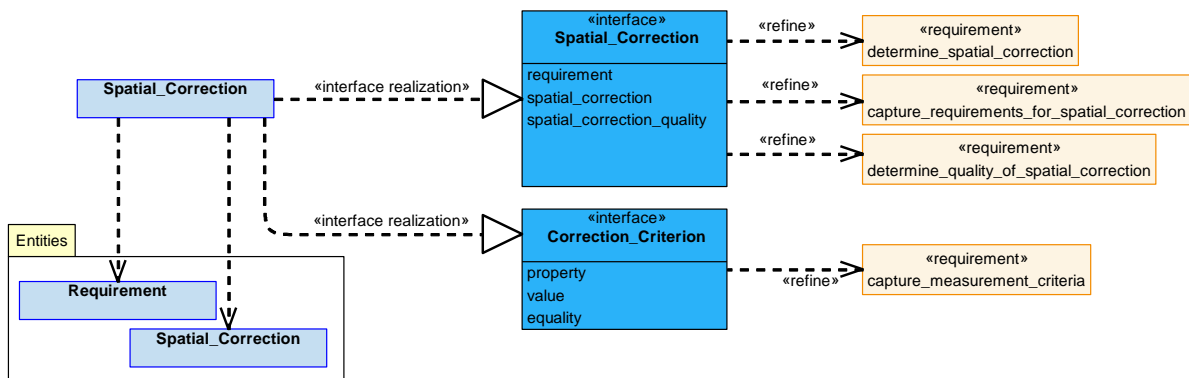 «interface»
Spatial_Correction
requirement
spatial_correction
spatial_correction_quality
«refine»
«requirement»
determine_spatial_correction
«refine»
«requirement»
capture_requirements_for_spatial_correction
«refine»
«requirement»
determine_quality_of_spatial_correction
Spatial_Correction
«interface realization»
«interface realization»
«interface»
Correction_Criterion
property
value
equality
«refine»
«requirement»
capture_measurement_criteria
Entities
Requirement
Spatial_Correction